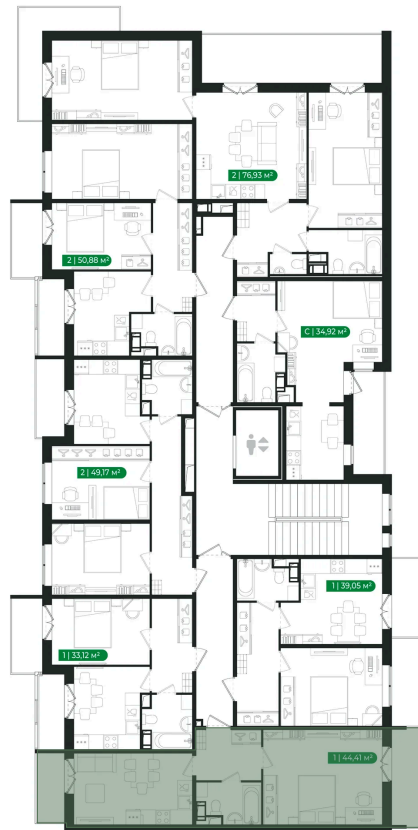 2 | 76,93 м²
2 | 50,88 м²
С | 34,92 м²
2 | 49,17 м²
1 | 39,05 м²
1 | 33,12 м²
1 | 44,41 м²